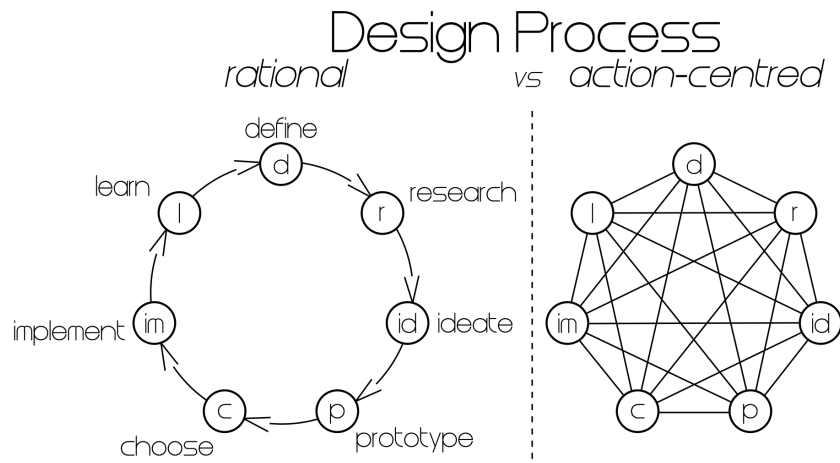 Design Process
rational vs action-centred
define
d
research
r
ideate
id
prototype
p
choose
c
implement
im
learn
l
d
r
id
p
c
im
l